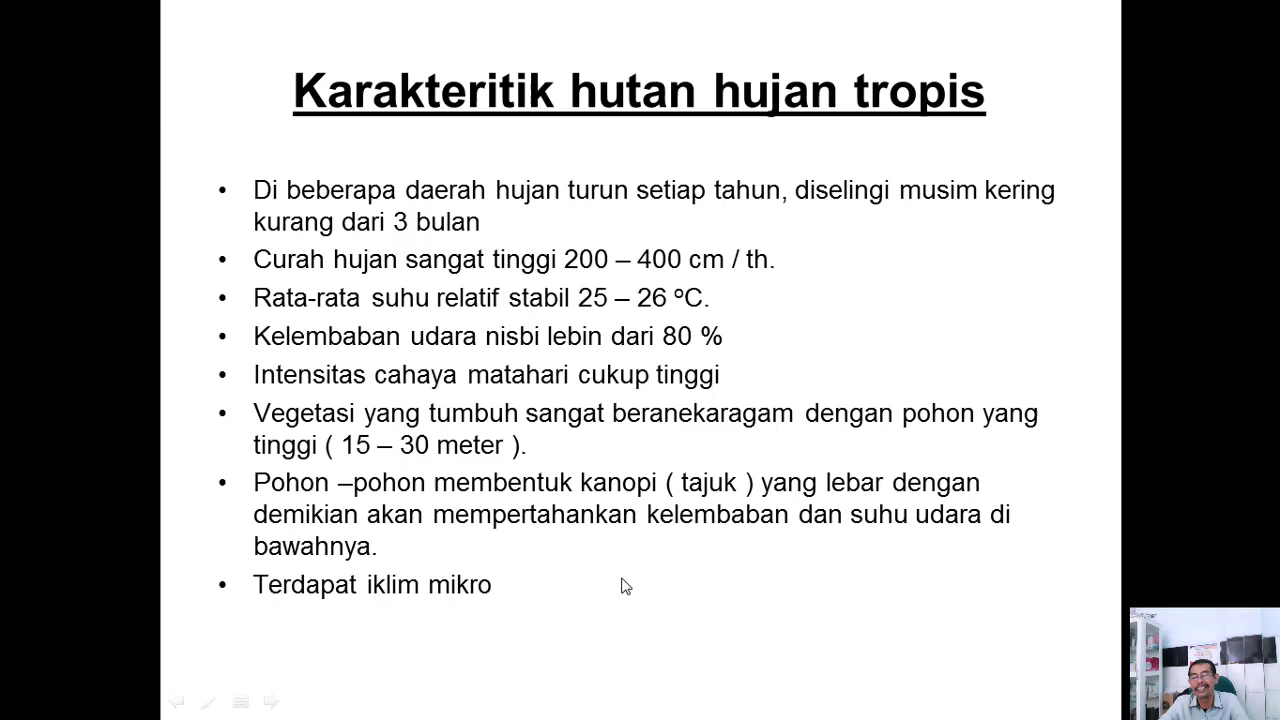 Karakteritik hutan hujan tropis
• Di beberapa daerah hujan turun setiap tahun, diselingi musim kering
kurang dari 3 bulan
• Curah hujan sangat tinggi 200 – 400 cm / th.
• Rata-rata suhu relatif stabil 25 – 26 ºC.
• Kelembaban udara nisbi lebin dari 80 %
• Intensitas cahaya matahari cukup tinggi
• Vegetasi yang tumbuh sangat beranekaragam dengan pohon yang
tinggi ( 15 – 30 meter ).
• Pohon –pohon membentuk kanopi ( tajuk ) yang lebar dengan
demikian akan mempertahankan kelembaban dan suhu udara di
bawahnya.
• Terdapat iklim mikro